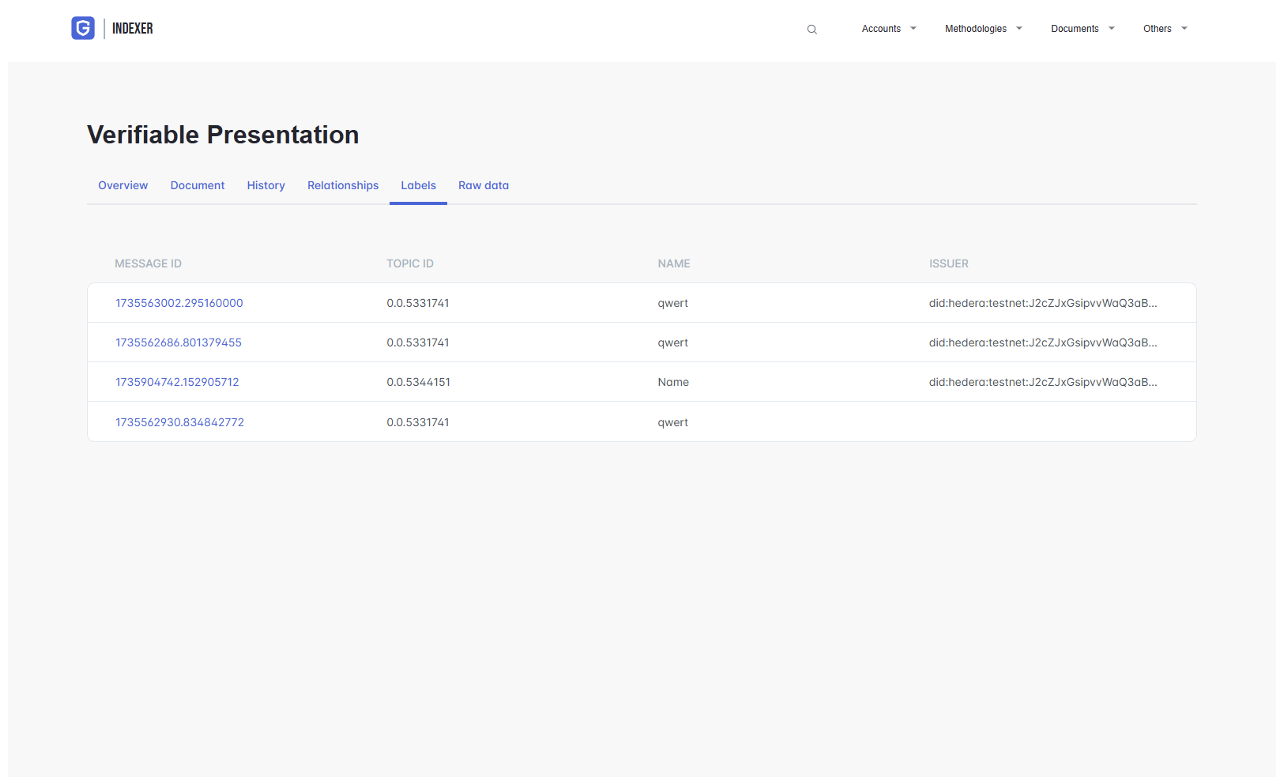 INDEXER
Accounts Methodologies Documents Others
Verifiable Presentation
Overview Document History Relationships Labels Raw data
MESSAGE ID TOPIC ID NAME ISSUER
1735563002.295160000 0.0.5331741 qwert did:hedera:testnet:J2cZJxGsipvvWaQ3aB...
1735562686.801379455 0.0.5331741 qwert did:hedera:testnet:J2cZJxGsipvvWaQ3aB...
1735904742.152905712 0.0.5344151 Name did:hedera:testnet:J2cZJxGsipvvWaQ3aB...
1735562930.834842772 0.0.5331741 qwert